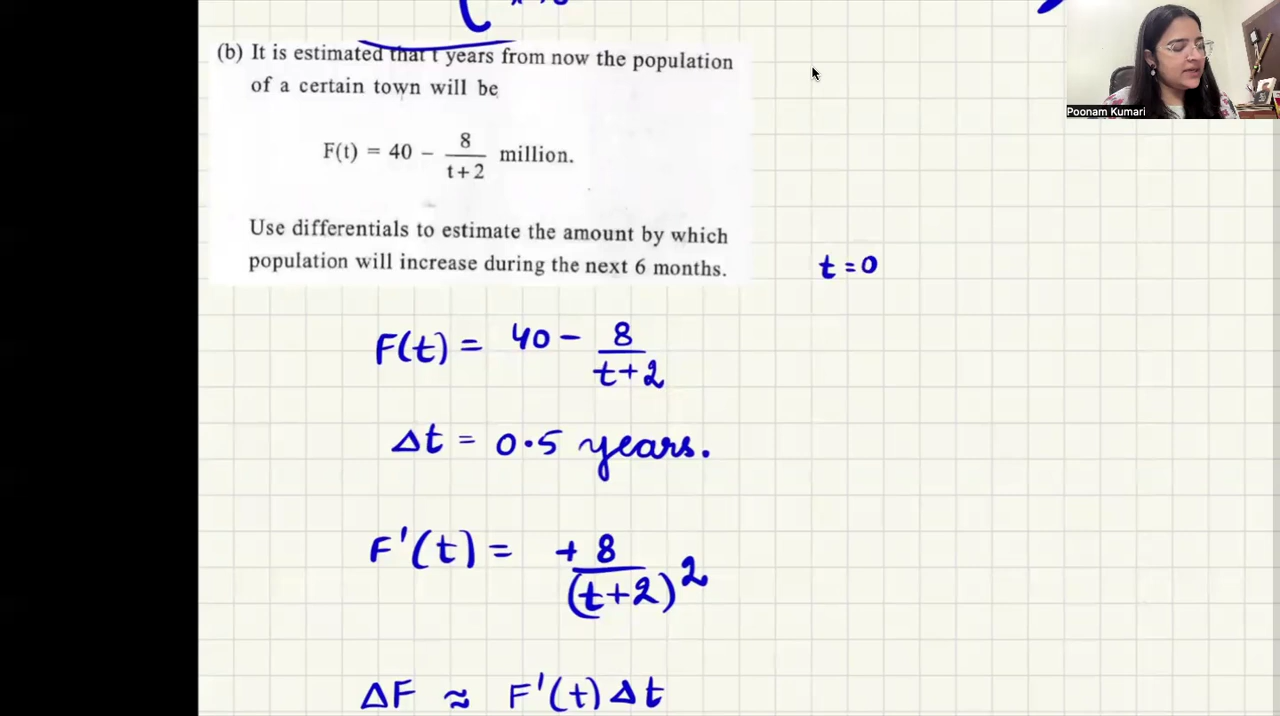 (b) It is estimated that t years from now the population
of a certain town will be
F(t) = 40 - 8/(t+2) million.
Use differentials to estimate the amount by which
population will increase during the next 6 months.
t = 0
F(t) = 40 - 8/(t+2)
Δt = 0.5 years.
F'(t) = +8/(t+2)²
ΔF ≈ F'(t) Δt
Poonam Kumari